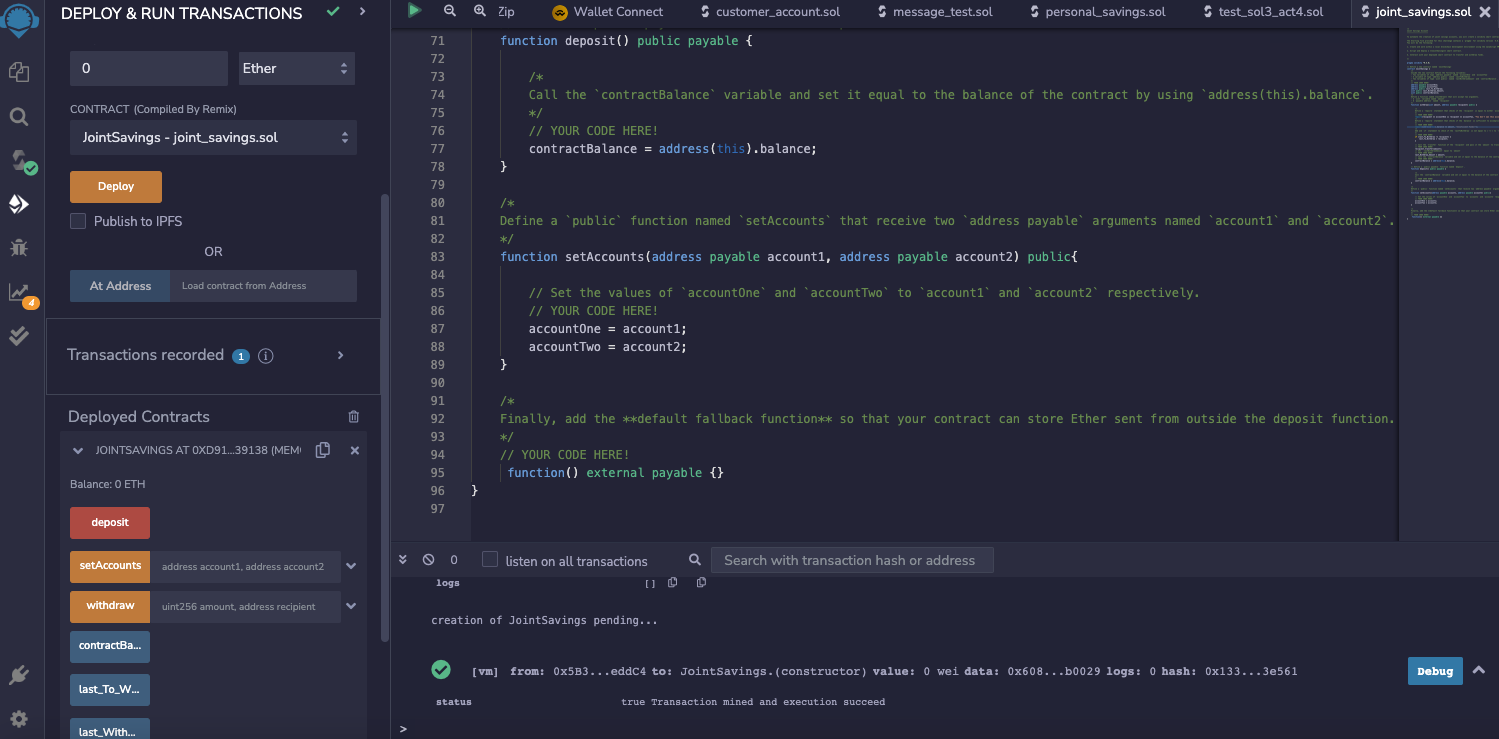 DEPLOY & RUN TRANSACTIONS
0
Ether
CONTRACT (Compiled By Remix)
JointSavings - joint_savings.sol
Deploy
Publish to IPFS
OR
At Address
Load contract from Address
4
Transactions recorded 1 i
Deployed Contracts
JOINTSAVINGS AT 0XD91...39138 (MEM
Balance: 0 ETH
deposit
setAccounts address account1, address account2
withdraw uint256 amount, address recipient
contractBa...
last_To_W...
last_With...
Zip Wallet Connect customer_account.sol message_test.sol personal_savings.sol test_sol3_act4.sol joint_savings.sol
71 function deposit() public payable {
72
73 /*
74 Call the `contractBalance` variable and set it equal to the balance of the contract by using `address(this).balance`.
75 */
76 // YOUR CODE HERE!
77 contractBalance = address(this).balance;
78 }
79
80 /*
81 Define a `public` function named `setAccounts` that receive two `address payable` arguments named `account1` and `account2`.
82 */
83 function setAccounts(address payable account1, address payable account2) public{
84
85 // Set the values of `accountOne` and `accountTwo` to `account1` and `account2` respectively.
86 // YOUR CODE HERE!
87 accountOne = account1;
88 accountTwo = account2;
89 }
90
91 /*
92 Finally, add the **default fallback function** so that your contract can store Ether sent from outside the deposit function.
93 */
94 // YOUR CODE HERE!
95 function() external payable {}
96 }
97
0 listen on all transactions Search with transaction hash or address
logs []
creation of JointSavings pending...
[vm] from: 0x5B3...eddC4 to: JointSavings.(constructor) value: 0 wei data: 0x608...b0029 logs: 0 hash: 0x133...3e561
Debug
status true Transaction mined and execution succeed
>